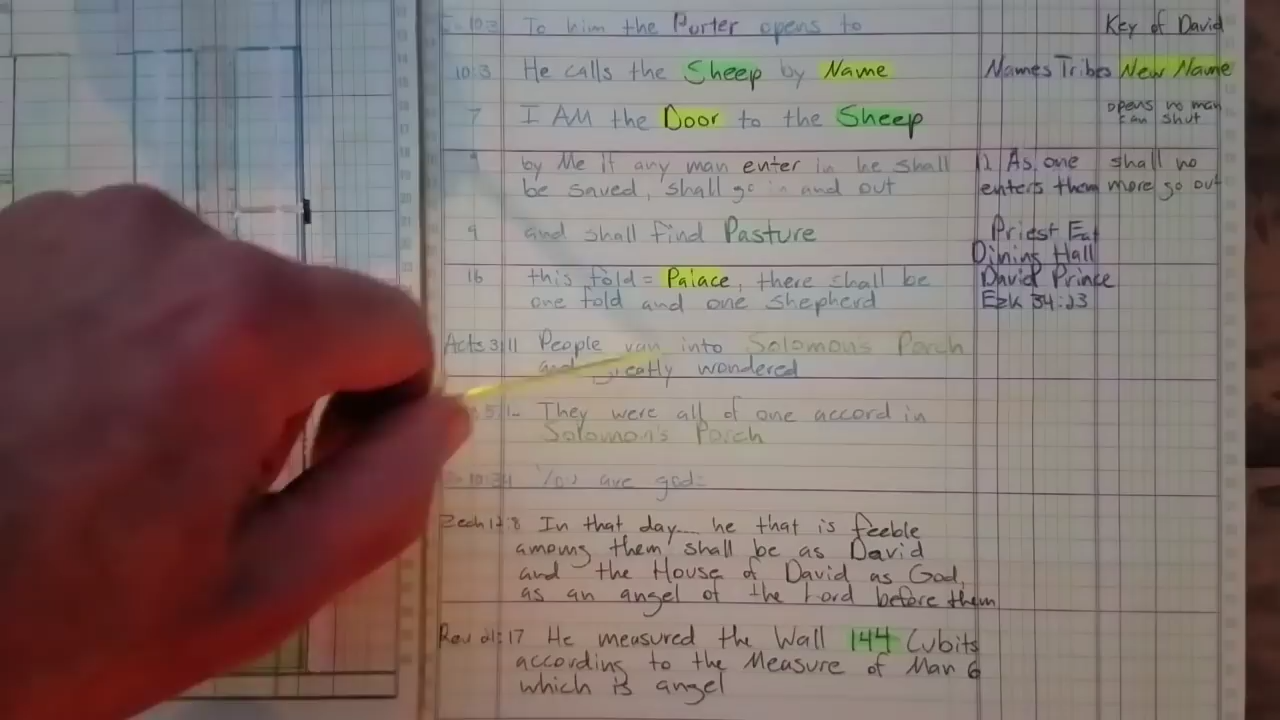 10:3 To him the Porter opens to Key of David
10:3 He calls the Sheep by Name Names Tribes New Name
7 I AM the Door to the Sheep opens no man
can shut
9 by Me if any man enter in he shall 12 As one shall no
be saved, shall go in and out enters them more go out
9 and shall find Pasture Priest Eat
Dining Hall
16 this fold = Palace, there shall be David Prince
one fold and one shepherd Ezk 34:23
Acts 3:11 People run into Solomon's Porch
and greatly wondered
They were all of one accord in
Solomon's Porch
10:34 You are gods
Zech 12:8 In that day he that is feeble
among them shall be as David
and the House of David as God,
as an angel of the Lord before them
Rev 21:17 He measured the Wall 144 Cubits
according to the Measure of Man 6
which is angel